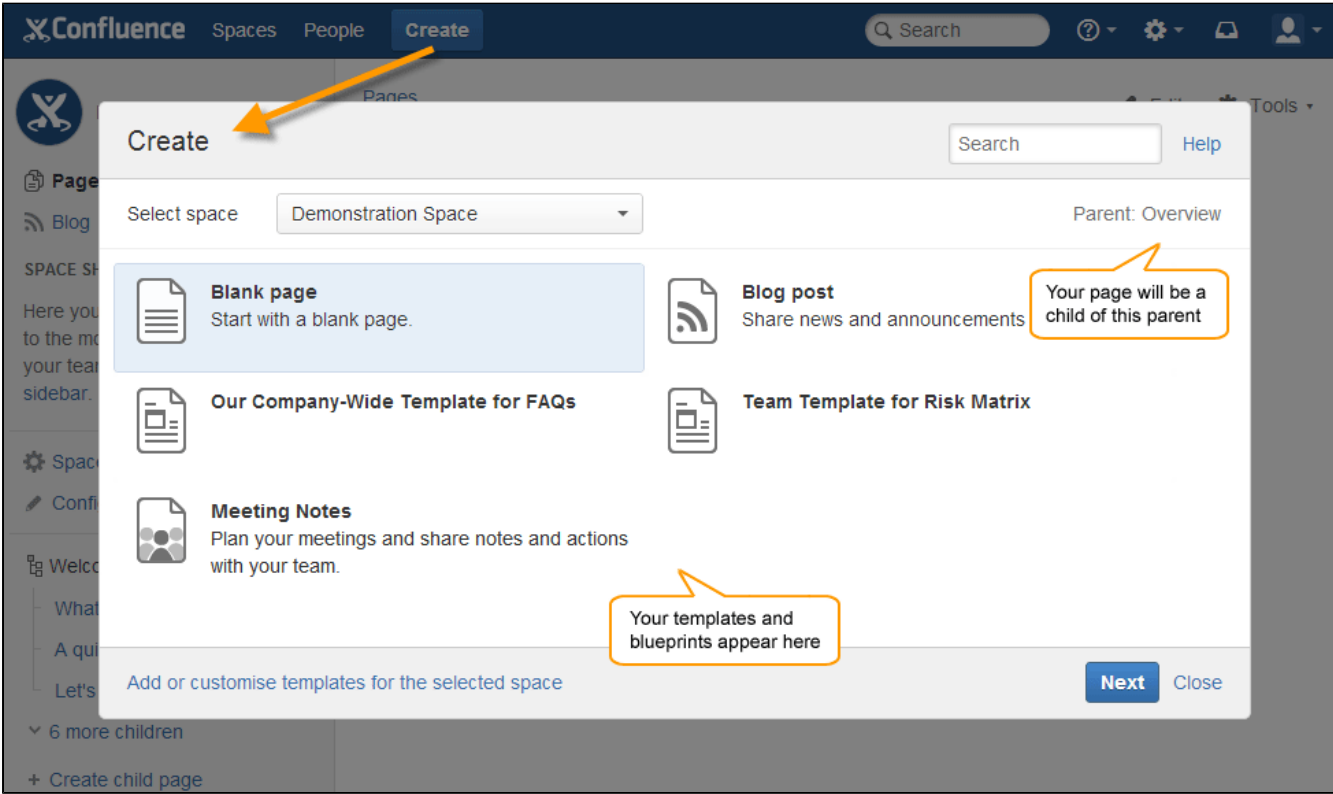 Confluence Spaces People Create Search
Pages
Tools
Create Search Help
Page
Blog
Select space Demonstration Space Parent: Overview
SPACE SH
Here you
to the mo
your tear
sidebar.
Blank page
Start with a blank page.
Blog post
Share news and announcements
Your page will be a
child of this parent
Our Company-Wide Template for FAQs
Team Template for Risk Matrix
Spac
Confi
Meeting Notes
Plan your meetings and share notes and actions
with your team.
Welco
What
A qui
Let's
Your templates and
blueprints appear here
Add or customise templates for the selected space
Next Close
6 more children
+ Create child page